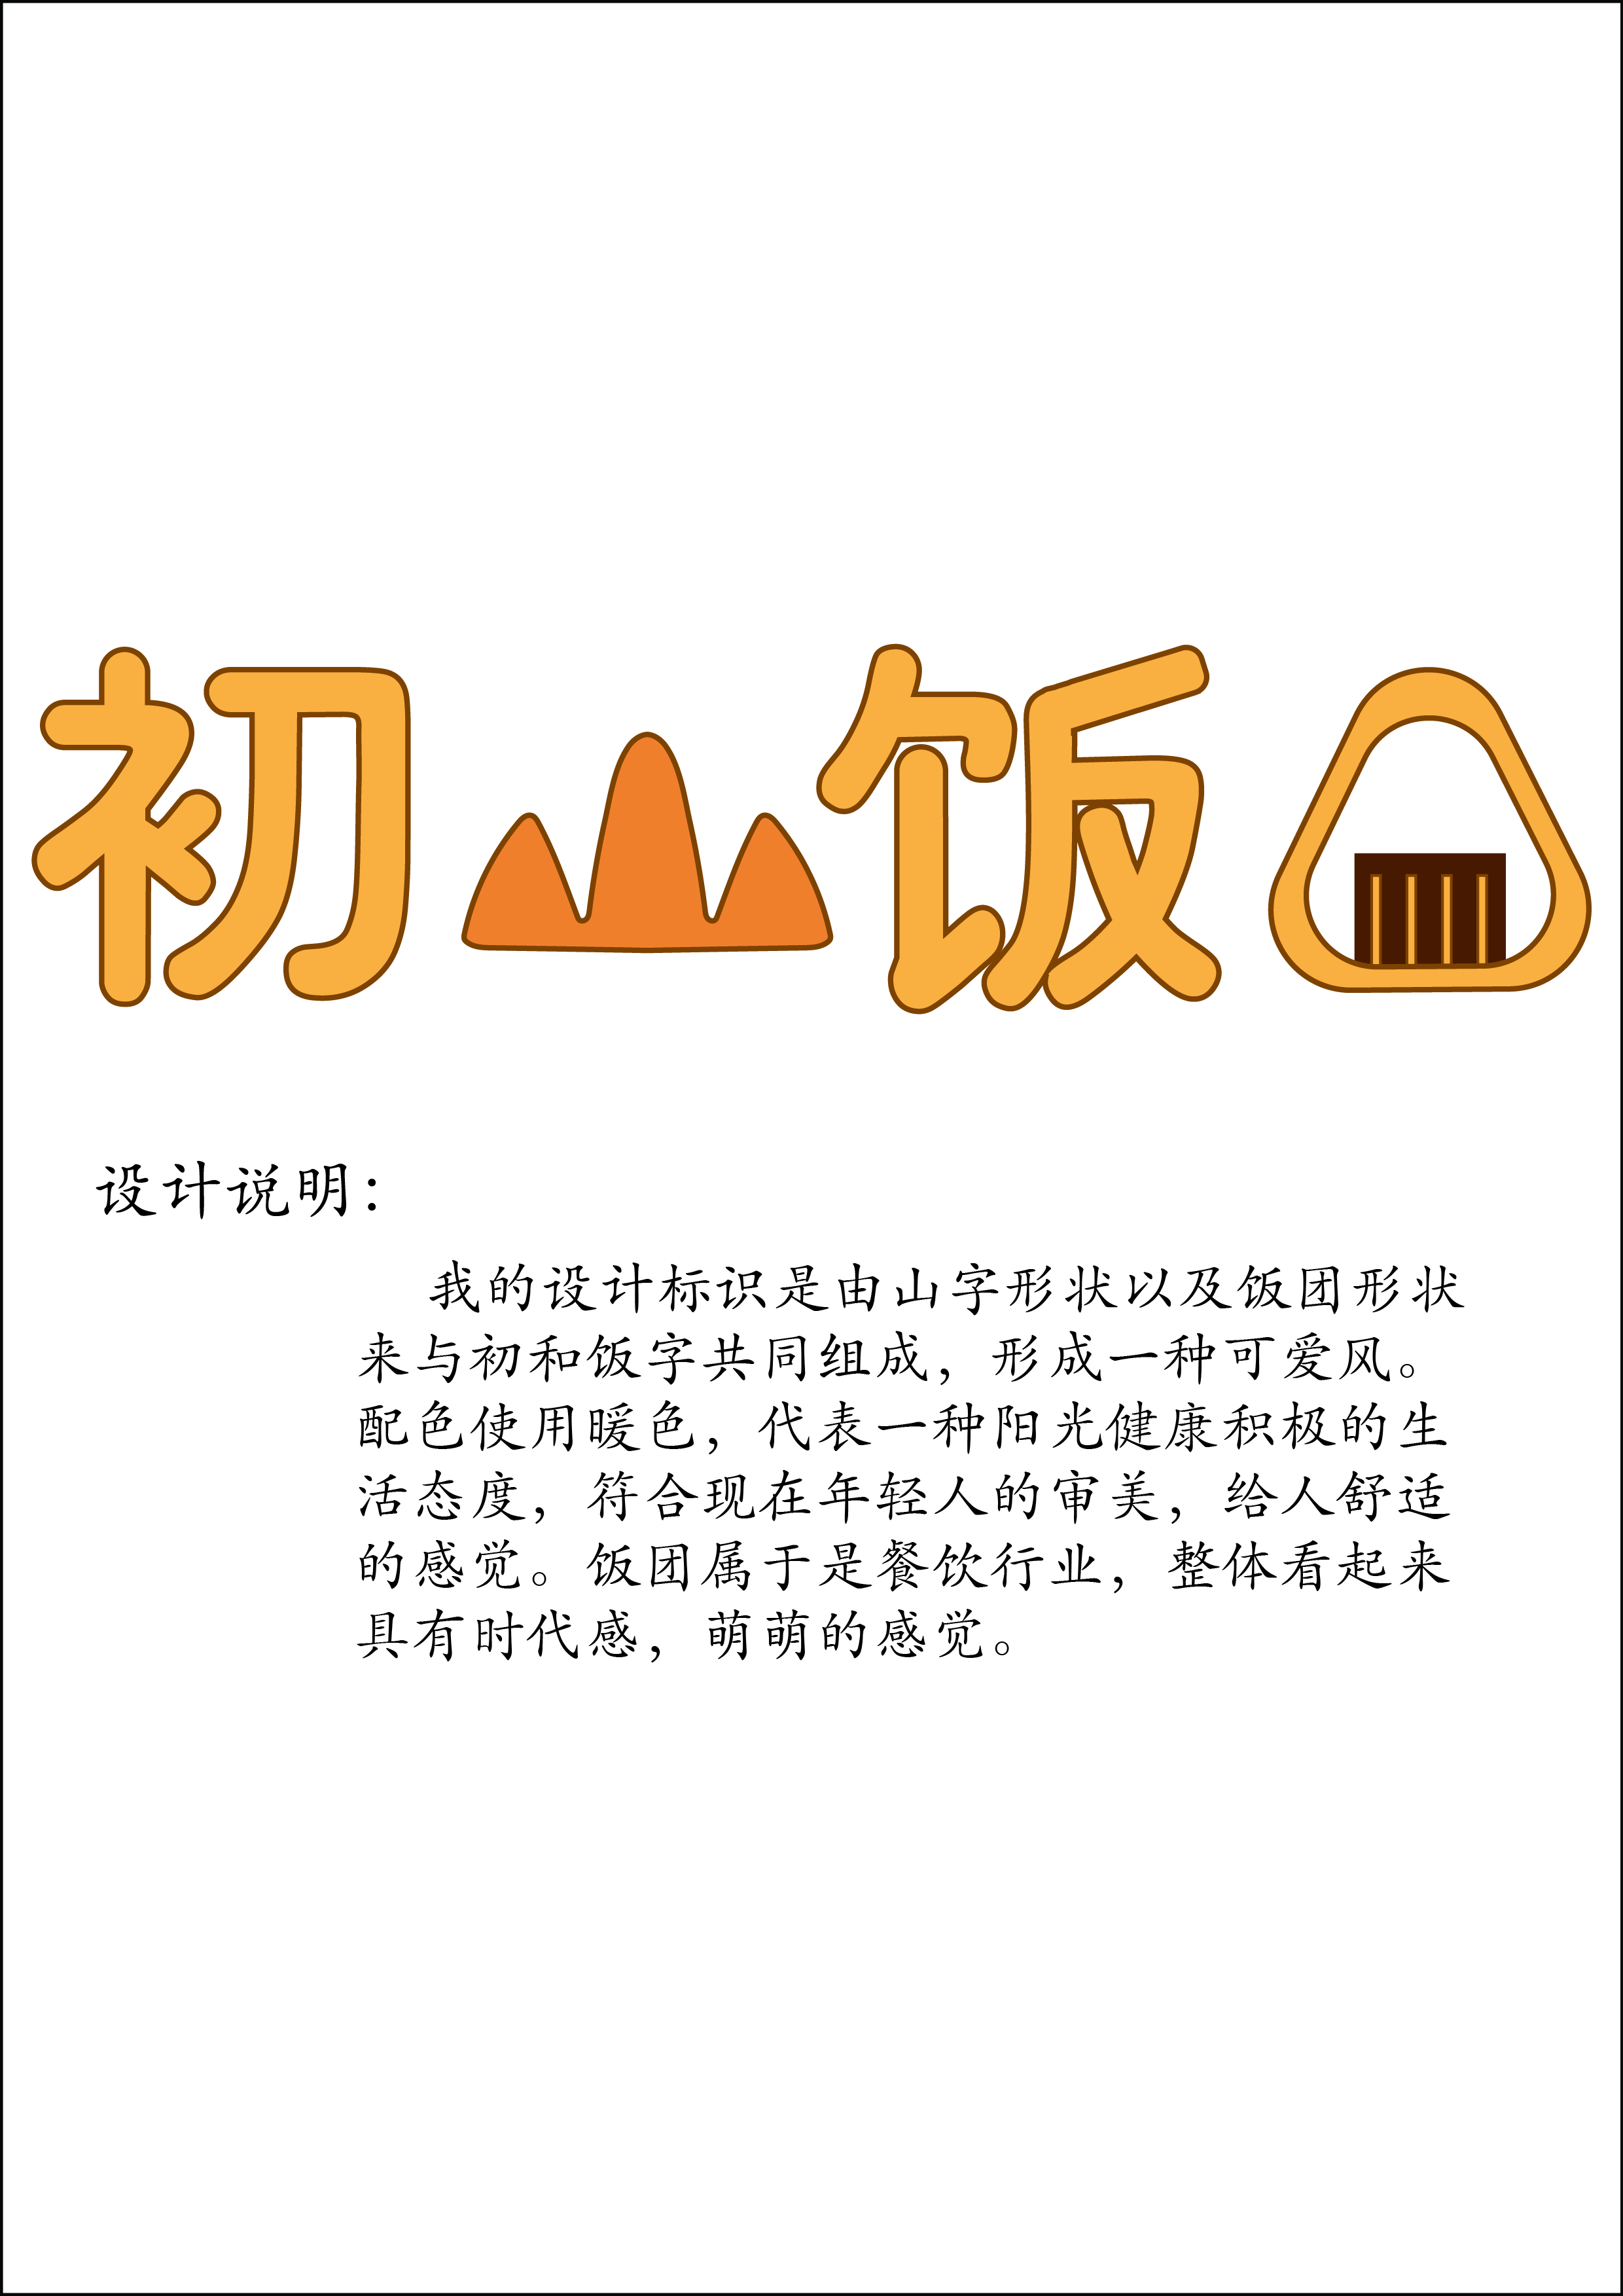 初 饭
设计说明：
我的设计标识是由山字形状以及饭团形状
来与初和饭字共同组成，形成一种可爱风。
配色使用暖色，代表一种阳光健康积极的生
活态度，符合现在年轻人的审美，给人舒适
的感觉。饭团属于是餐饮行业，整体看起来
具有时代感，萌萌的感觉。